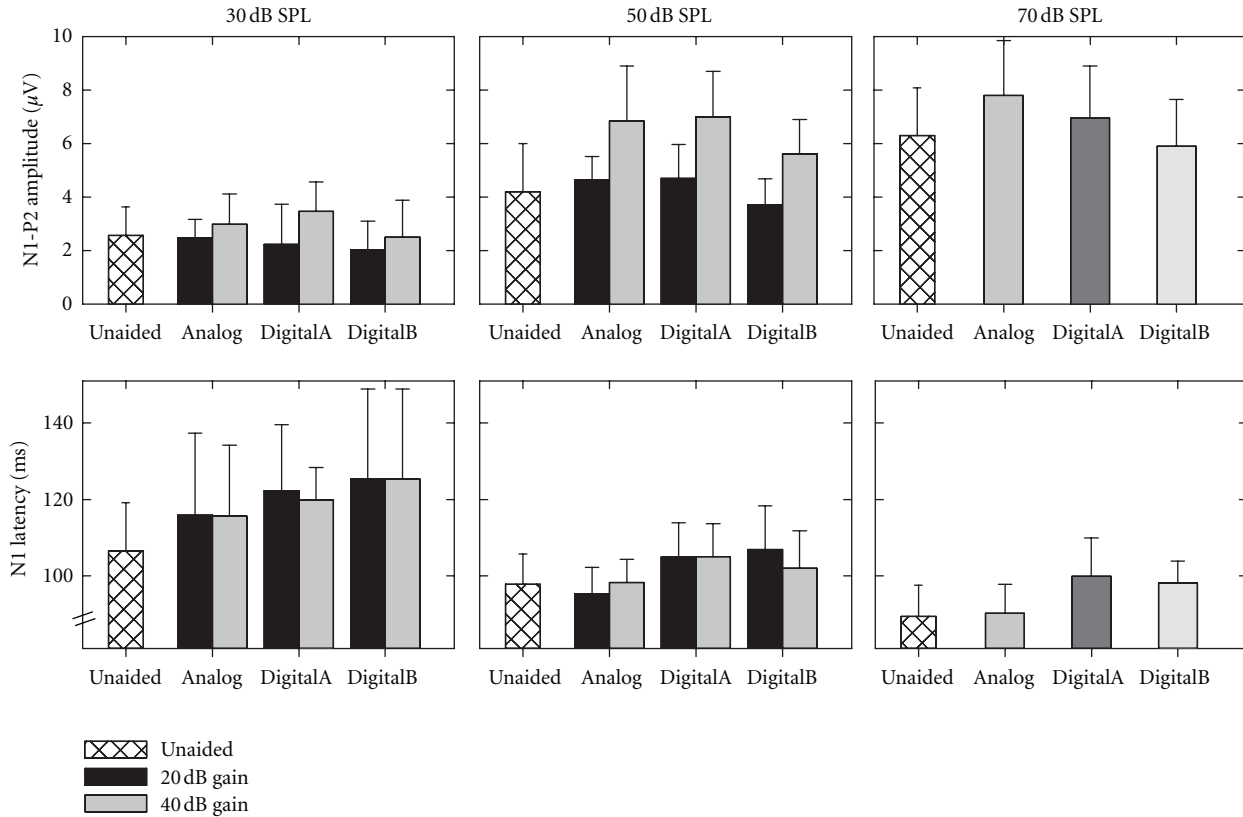 30 dB SPL
50 dB SPL
70 dB SPL
N1-P2 amplitude (μV)
10
8
6
4
2
0
Unaided Analog DigitalA DigitalB
Unaided Analog DigitalA DigitalB
Unaided Analog DigitalA DigitalB
N1 latency (ms)
140
120
100
Unaided Analog DigitalA DigitalB
Unaided Analog DigitalA DigitalB
Unaided Analog DigitalA DigitalB
Unaided
20 dB gain
40 dB gain